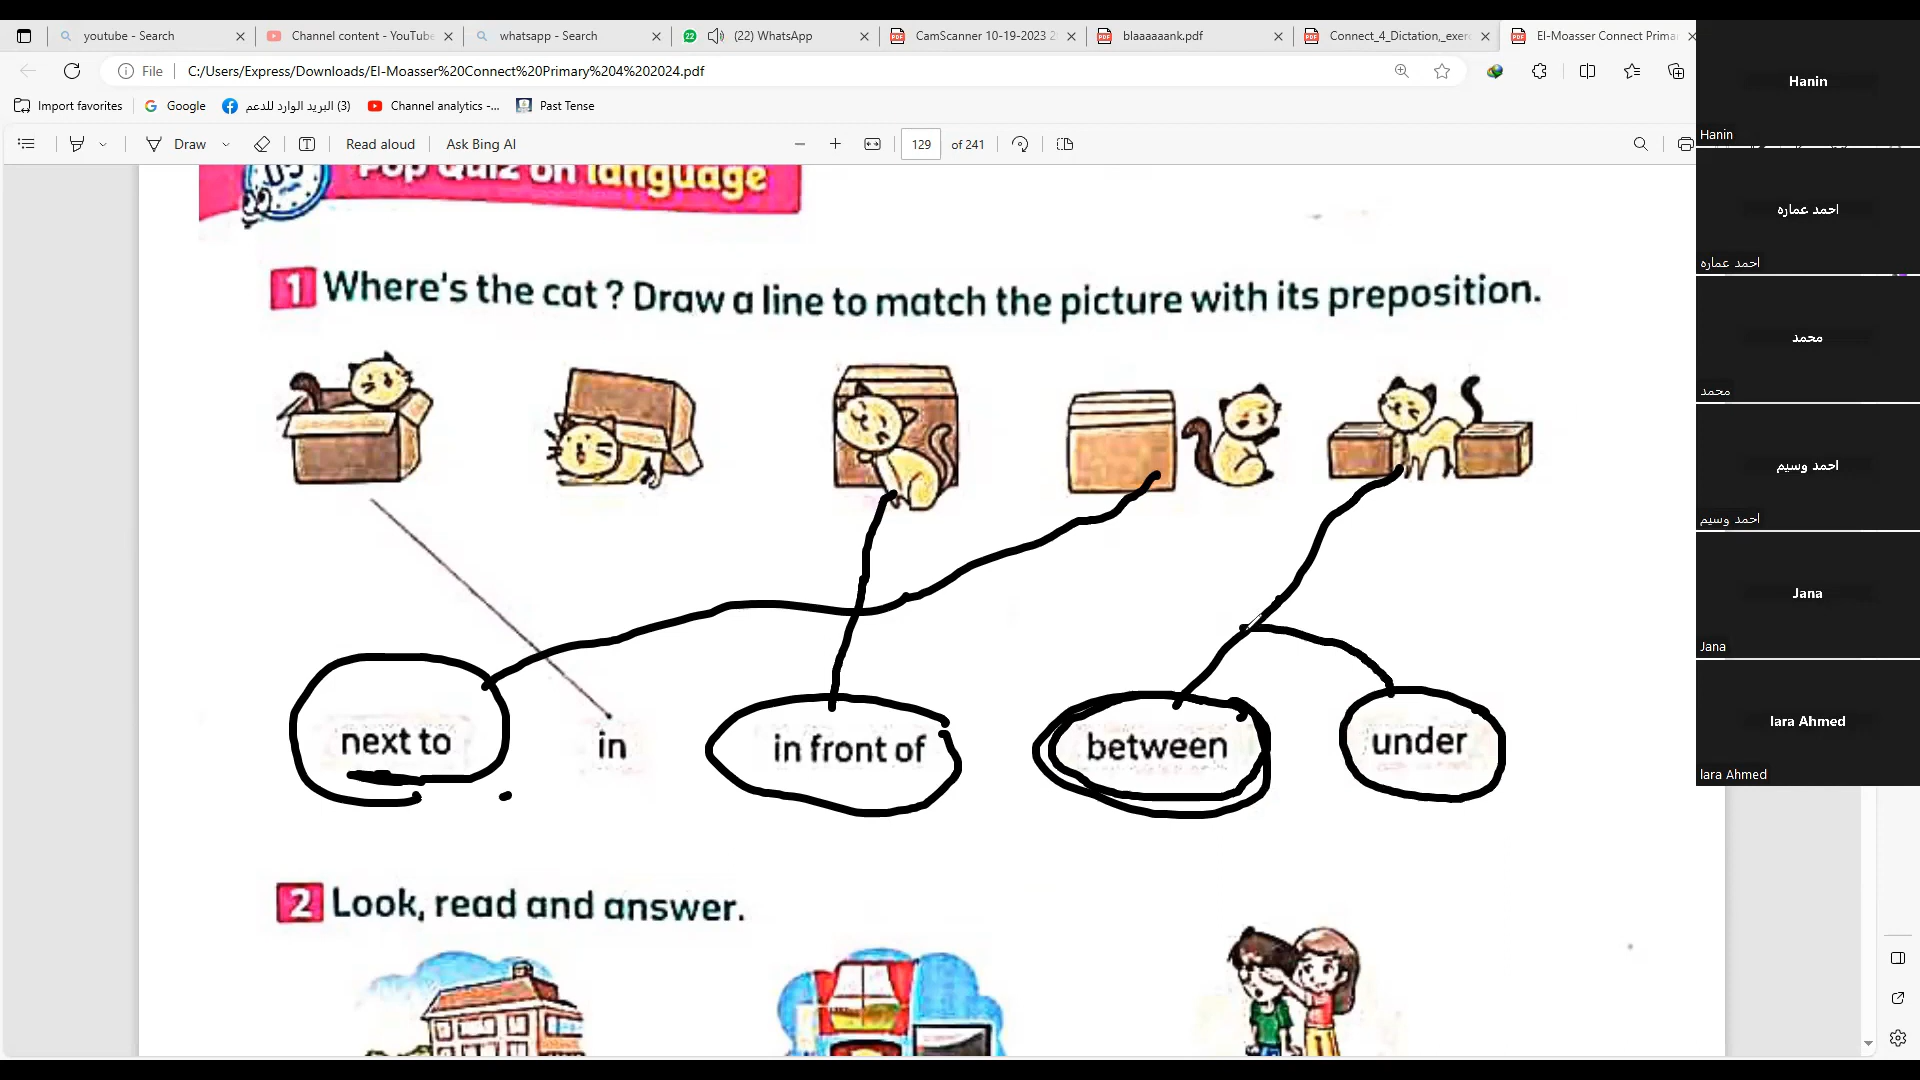 youtube - Search
Channel content - YouTube
whatsapp - Search
22
(22) WhatsApp
CamScanner 10-19-2023 2
blaaaaaank.pdf
Connect_4_Dictation,_exer
El-Moasser Connect Prima
File
C:/Users/Express/Downloads/El-Moasser%20Connect%20Primary%204%202024.pdf
Import favorites
Google
(3) البريد الوارد للدعم
Channel analytics -...
Past Tense
Draw
Read aloud
Ask Bing AI
129
of 241
Pop Quiz on language
1 Where's the cat ? Draw a line to match the picture with its preposition.
next to
in
in front of
between
under
2 Look, read and answer.
Hanin
Hanin
احمد عماره
احمد عماره
محمد
محمد
احمد وسيم
احمد وسيم
Jana
Jana
lara Ahmed
lara Ahmed